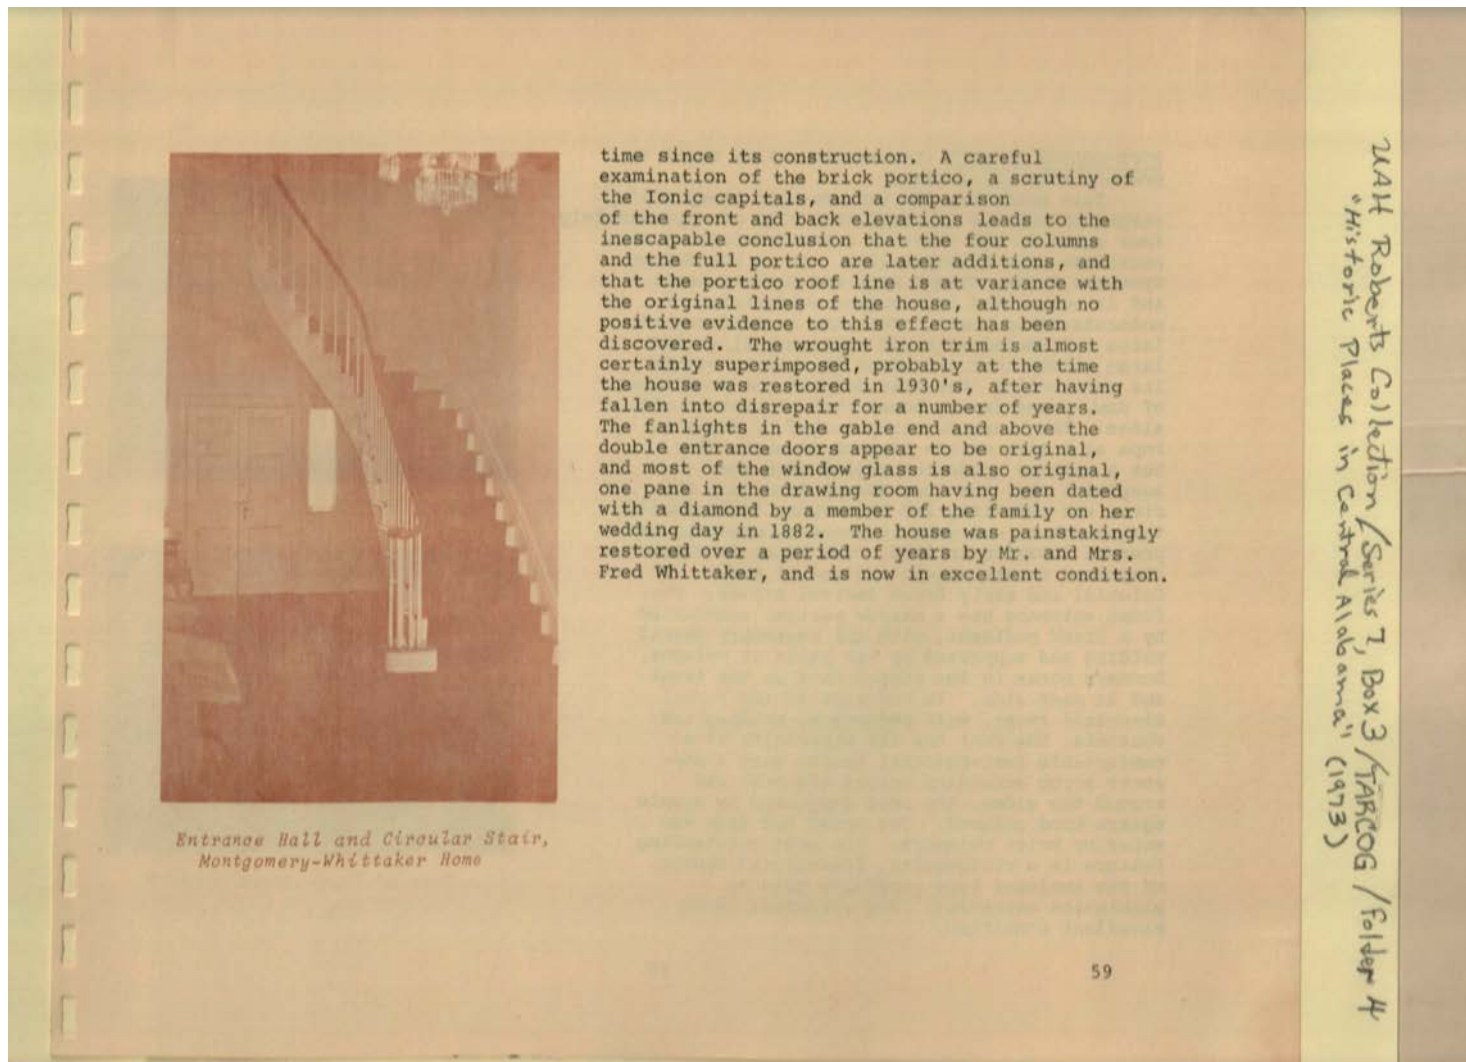 time since its construction. A careful
examination of the brick portico, a scrutiny of
the Ionic capitals, and a comparison
of the front and back elevations leads to the
inescapable conclusion that the four columns
and the full portico are later additions, and
that the portico roof line is at variance with
the original lines of the house, although no
positive evidence to this effect has been
discovered. The wrought iron trim is almost
certainly superimposed, probably at the time
the house was restored in 1930's, after having
fallen into disrepair for a number of years.
The fanlights in the gable end and above the
double entrance doors appear to be original,
and most of the window glass is also original,
one pane in the drawing room having been dated
with a diamond by a member of the family on her
wedding day in 1882. The house was painstakingly
restored over a period of years by Mr. and Mrs.
Fred Whittaker, and is now in excellent condition.
Entrance Hall and Circular Stair,
Montgomery-Whittaker Home
59
UAH Roberts Collection/Series 7, Box 3/TARCOG/Folder 4
"Historic Places in Central Alabama" (1973)